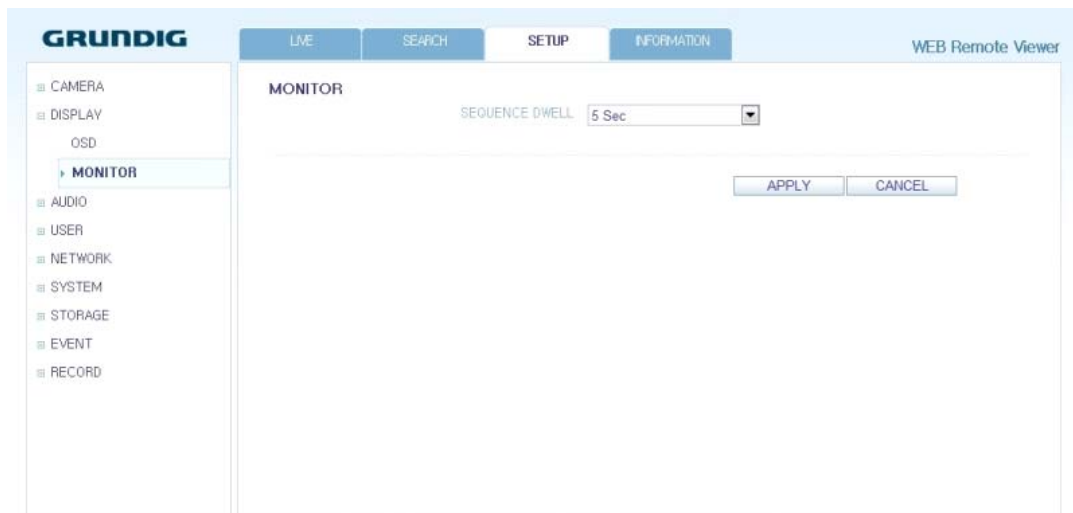 GRUNDIG
LIVE
SEARCH
SETUP
INFORMATION
WEB Remote Viewer
CAMERA
DISPLAY
OSD
MONITOR
AUDIO
USER
NETWORK
SYSTEM
STORAGE
EVENT
RECORD
MONITOR
SEQUENCE DWELL 5 Sec
APPLY CANCEL